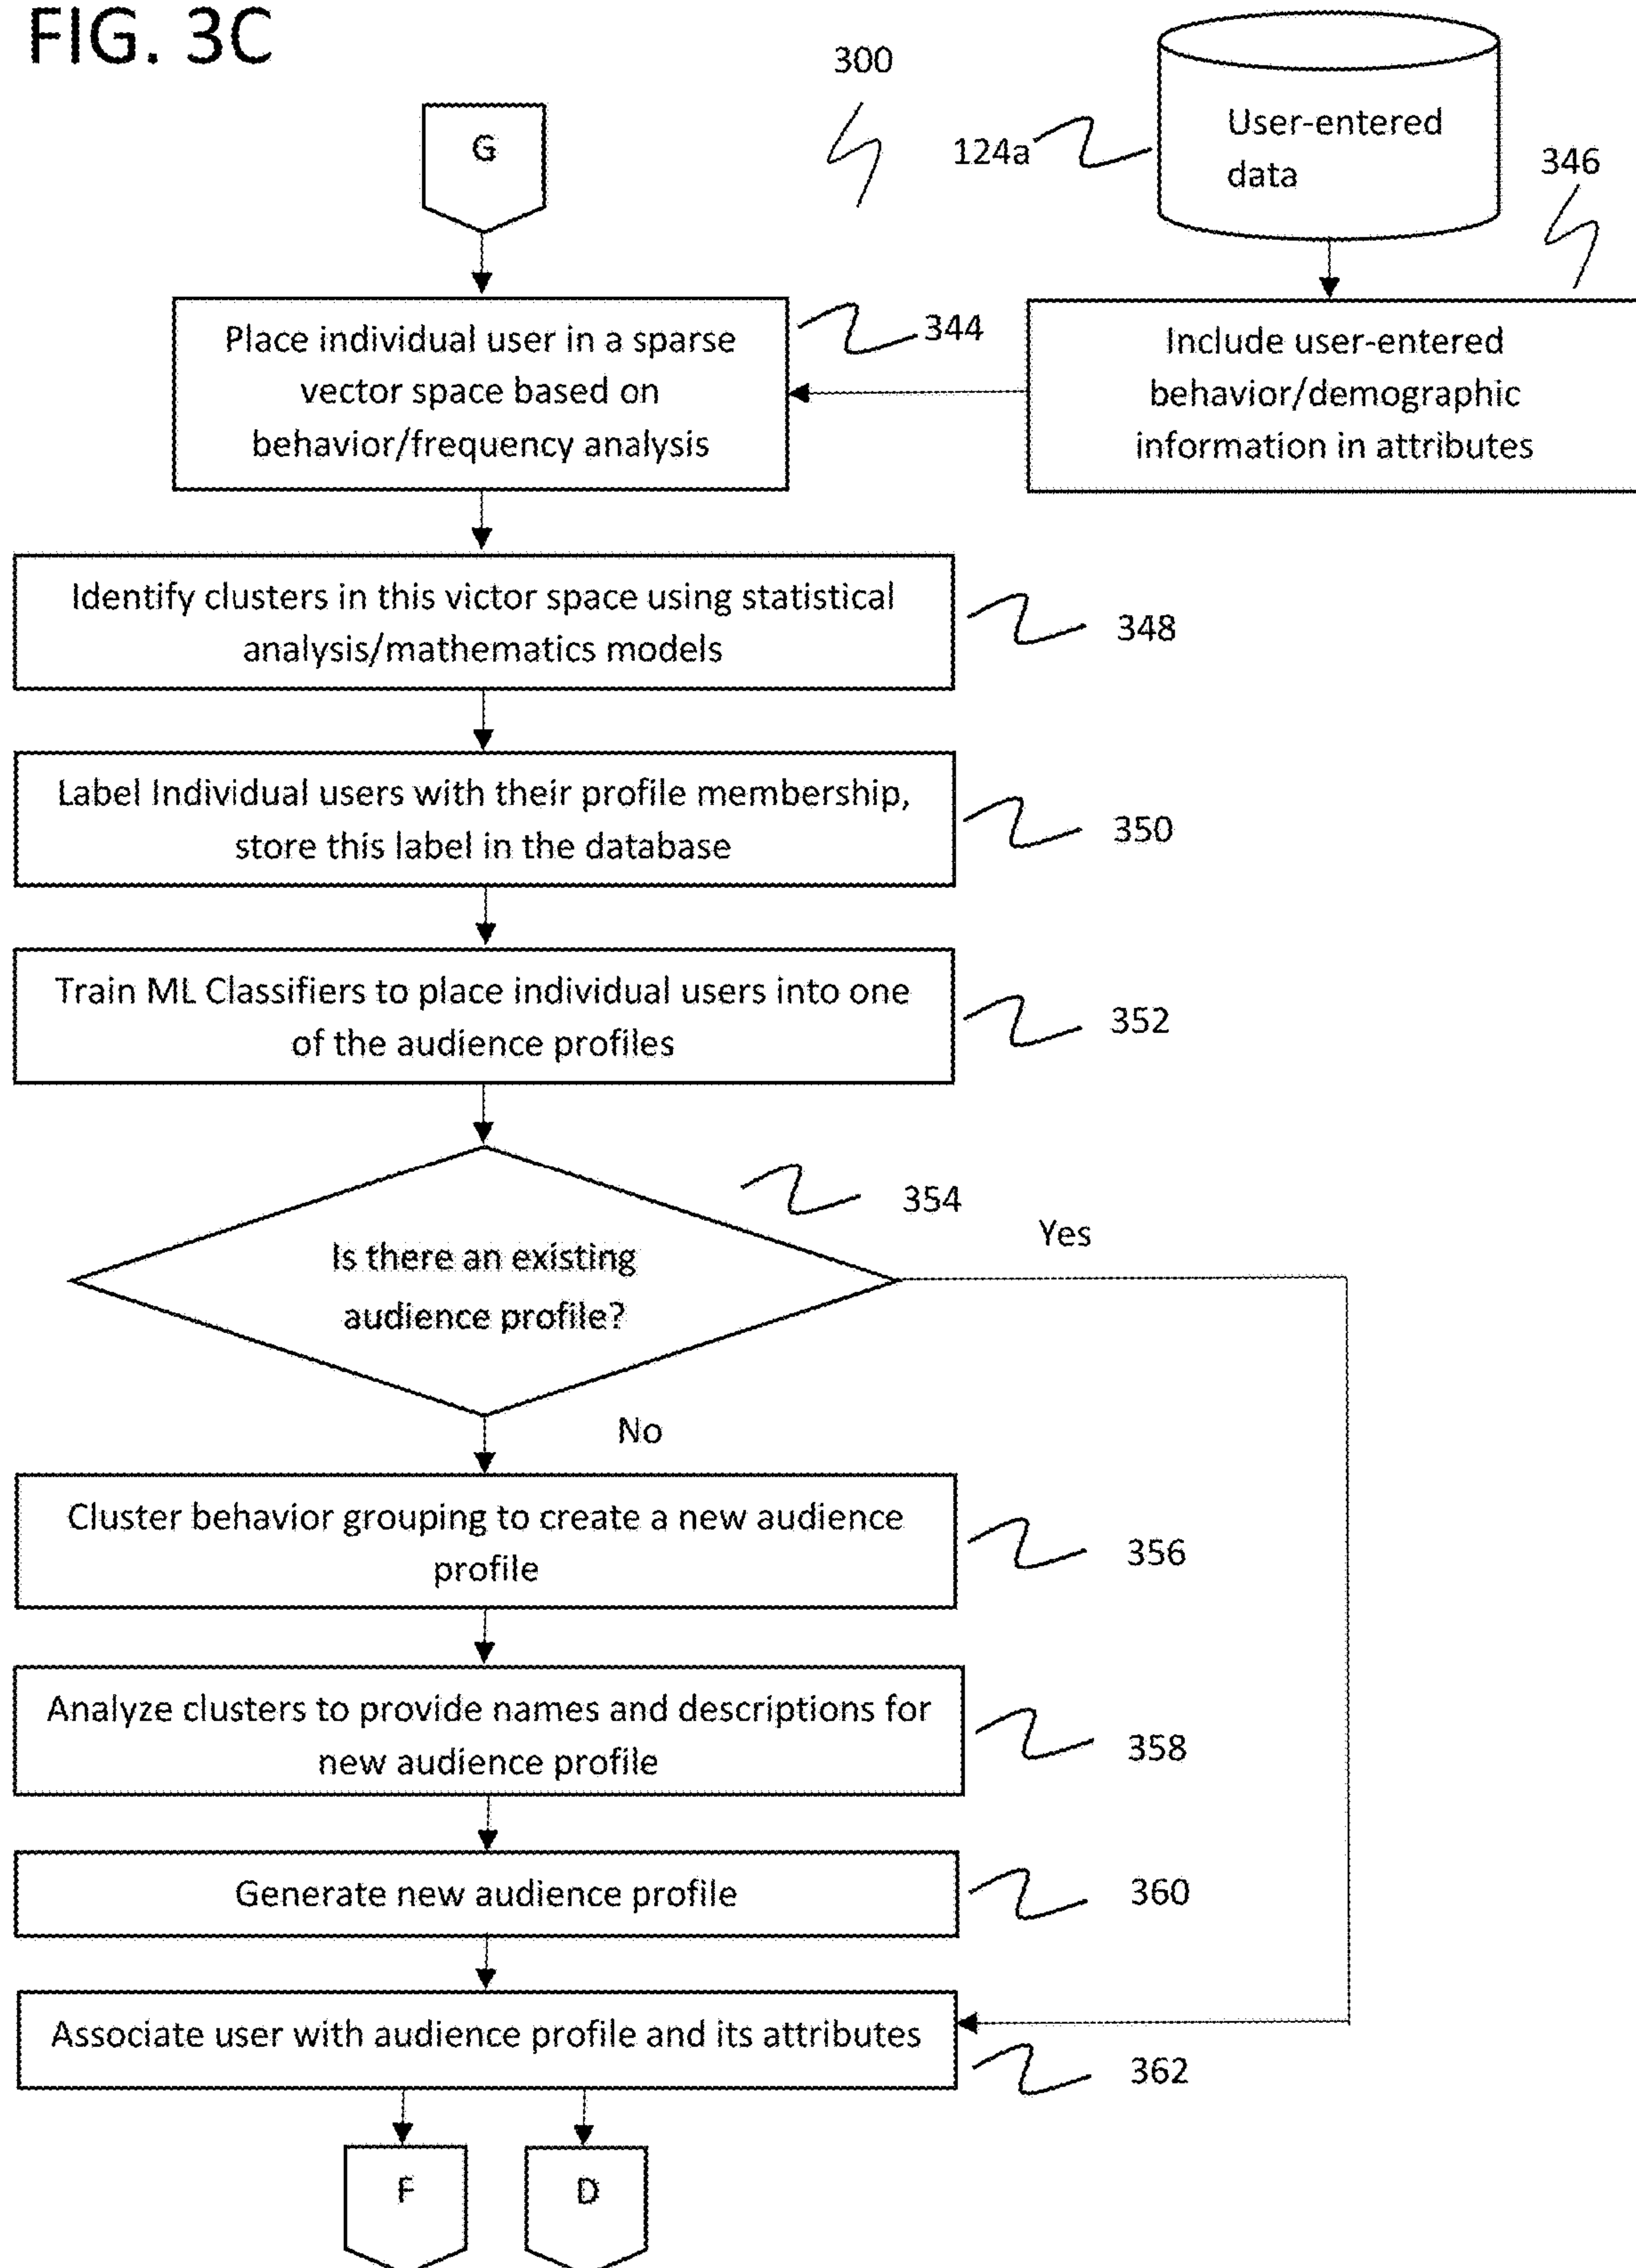 FIG. 3C
300
G
124a
User-entered
data
346
Place individual user in a sparse
vector space based on
behavior/frequency analysis
344
Include user-entered
behavior/demographic
information in attributes
Identify clusters in this victor space using statistical
analysis/mathematics models
348
Label Individual users with their profile membership,
store this label in the database
350
Train ML Classifiers to place individual users into one
of the audience profiles
352
Is there an existing
audience profile?
354
Yes
No
Cluster behavior grouping to create a new audience
profile
356
Analyze clusters to provide names and descriptions for
new audience profile
358
Generate new audience profile
360
Associate user with audience profile and its attributes
362
F
D